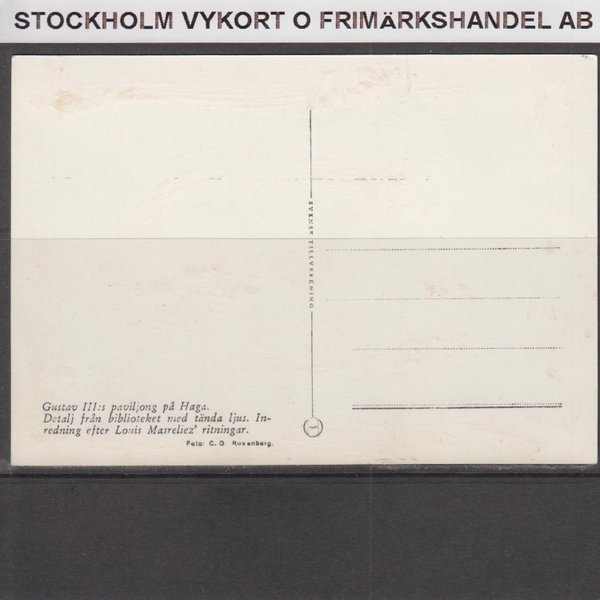 STOCKHOLM VYKORT O FRIMÄRKSHANDEL AB
SVENSK TILLVERKNING
Gustav III:s paviljong på Haga.
Detalj från biblioteket med tända ljus. In-
redning efter Louis Masreliez' ritningar.
Foto: C. G Rosenberg.